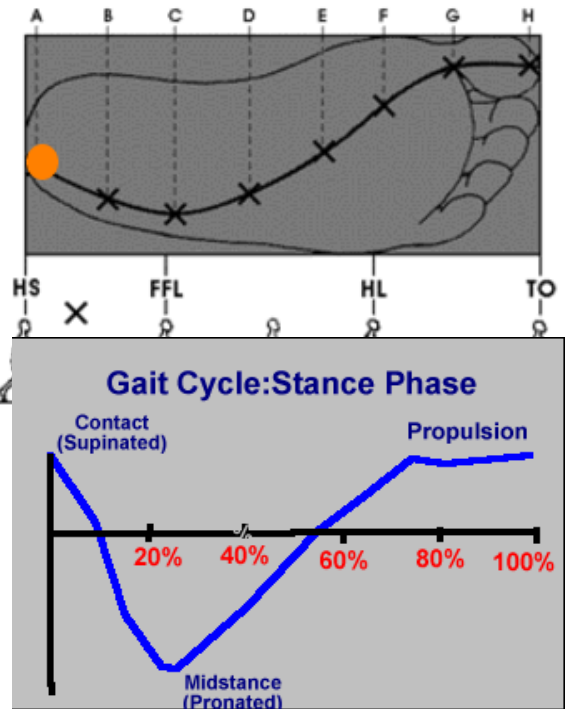 A B C D E F G H
HS FFL HL TO
Gait Cycle:Stance Phase
Contact
(Supinated)
Propulsion
20% 40% 60% 80% 100%
Midstance
(Pronated)